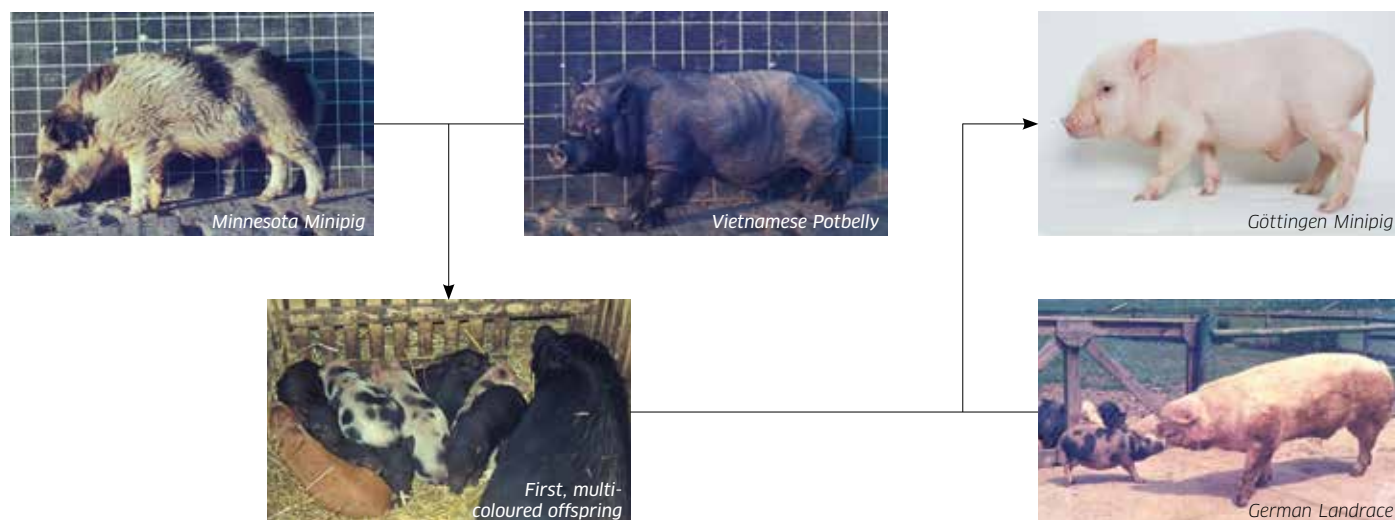 Minnesota Minipig
Vietnamese Potbelly
Göttingen Minipig
First, multi-
coloured offspring
German Landrace